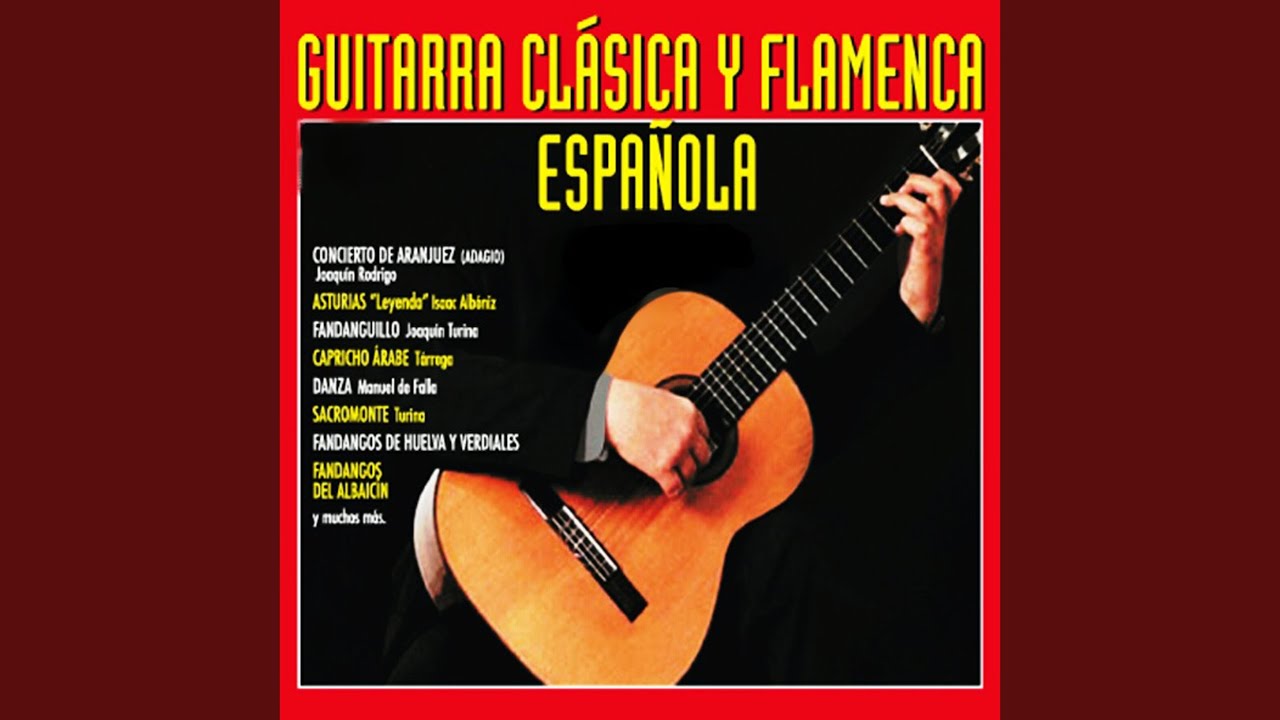 GUITARRA CLÁSICA Y FLAMENCA
ESPAÑOLA
CONCIERTO DE ARANJUEZ (ADAGIO)
Joaquín Rodrigo
ASTURIAS "Leyenda" Isaac Albéniz
FANDANGUILLO Joaquín Turina
CAPRICHO ÁRABE Tárrega
DANZA Manuel de Falla
SACROMONTE Turina
FANDANGOS DE HUELVA Y VERDIALES
FANDANGOS
DEL ALBAICÍN
y muchos más.